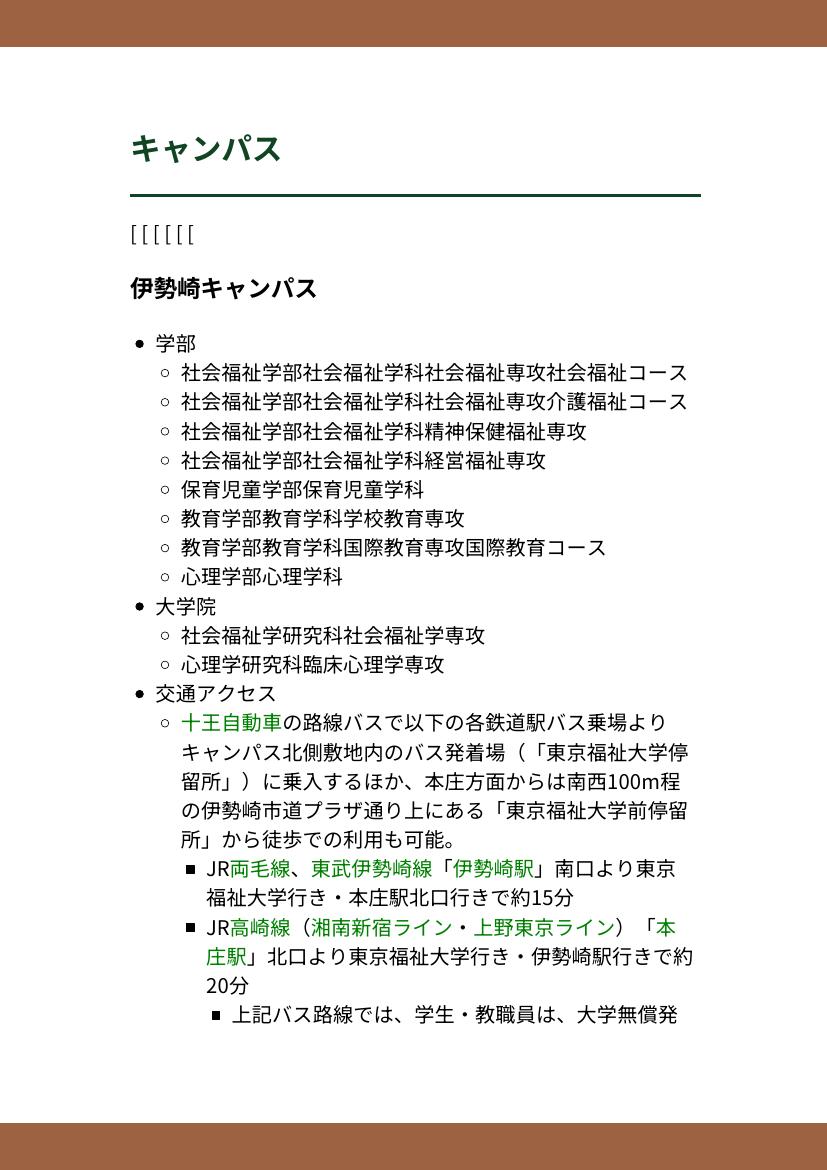 キャンパス
[ [ [ [ [ [
伊勢崎キャンパス
学部
社会福祉学部社会福祉学科社会福祉専攻社会福祉コース
社会福祉学部社会福祉学科社会福祉専攻介護福祉コース
社会福祉学部社会福祉学科精神保健福祉専攻
社会福祉学部社会福祉学科経営福祉専攻
保育児童学部保育児童学科
教育学部教育学科学校教育専攻
教育学部教育学科国際教育専攻国際教育コース
心理学部心理学科
大学院
社会福祉学研究科社会福祉学専攻
心理学研究科臨床心理学専攻
交通アクセス
十王自動車の路線バスで以下の各鉄道駅バス乗場より
キャンパス北側敷地内のバス発着場（「東京福祉大学停
留所」）に乗入するほか、本庄方面からは南西100m程
の伊勢崎市道プラザ通り上にある「東京福祉大学前停留
所」から徒歩での利用も可能。
JR両毛線、東武伊勢崎線「伊勢崎駅」南口より東京
福祉大学行き・本庄駅北口行きで約15分
JR高崎線（湘南新宿ライン・上野東京ライン）「本
庄駅」北口より東京福祉大学行き・伊勢崎駅行きで約
20分
上記バス路線では、学生・教職員は、大学無償発